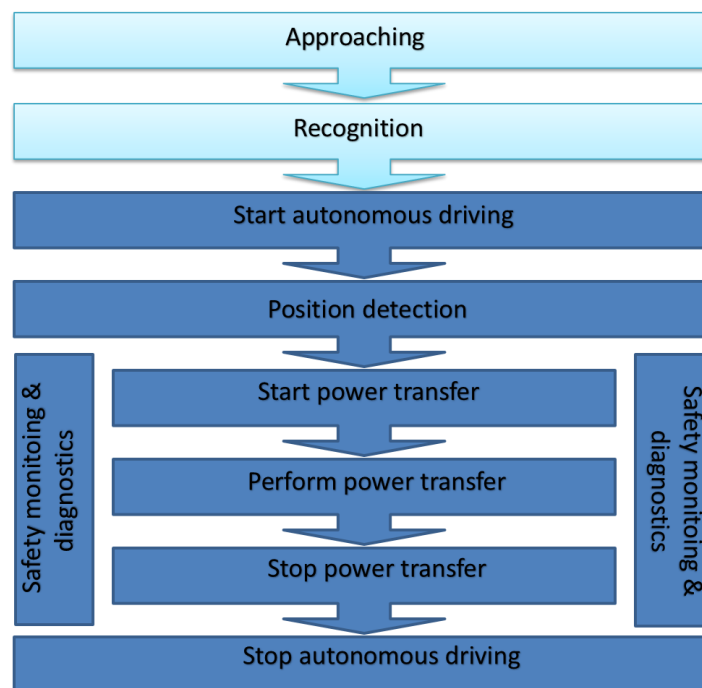 Approaching
Recognition
Start autonomous driving
Position detection
Safety monitoing &
diagnostics
Start power transfer
Perform power transfer
Stop power transfer
Safety monitoing &
diagnostics
Stop autonomous driving